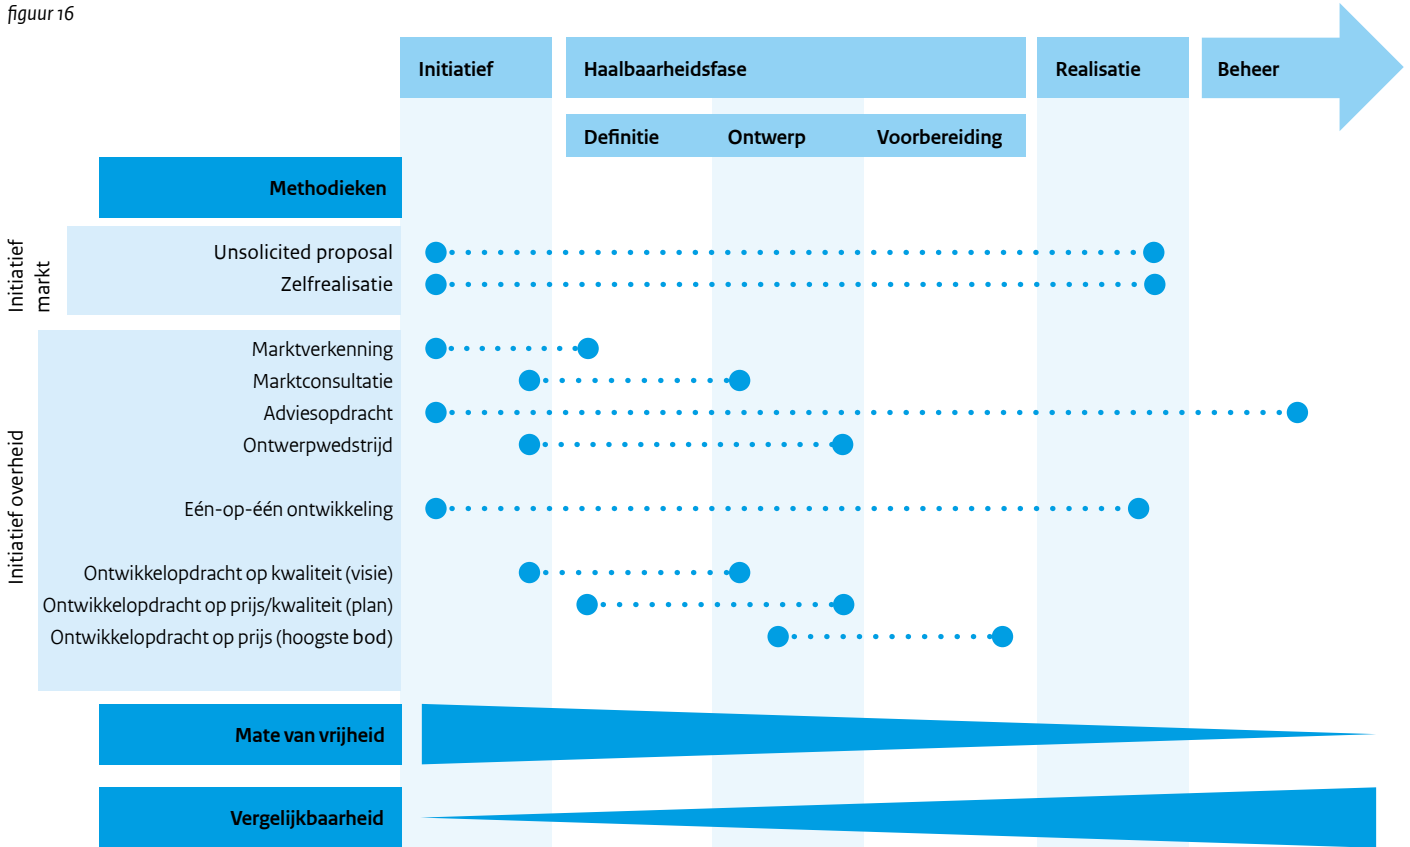 figuur 16
Initiatief
Haalbaarheidsfase
Realisatie
Beheer
Definitie
Ontwerp
Voorbereiding
Methodieken
Initiatief
markt
Unsolicited proposal
Zelfrealisatie
Initiatief overheid
Marktverkenning
Marktconsultatie
Adviesopdracht
Ontwerpwedstrijd
Eén-op-één ontwikkeling
Ontwikkelopdracht op kwaliteit (visie)
Ontwikkelopdracht op prijs/kwaliteit (plan)
Ontwikkelopdracht op prijs (hoogste bod)
Mate van vrijheid
Vergelijkbaarheid